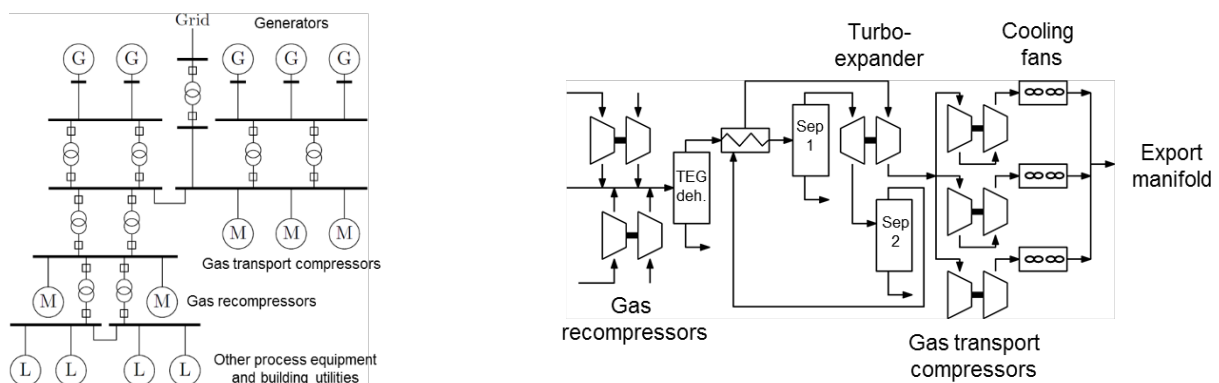 Grid
Generators
G
G
G
G
G
M
M
M
Gas transport compressors
M
M
Gas recompressors
L
L
L
L
Other process equipment
and building utilities
Turbo-
expander
Cooling
fans
Sep
1
TEG
deh.
Sep
2
Export
manifold
Gas
recompressors
Gas transport
compressors